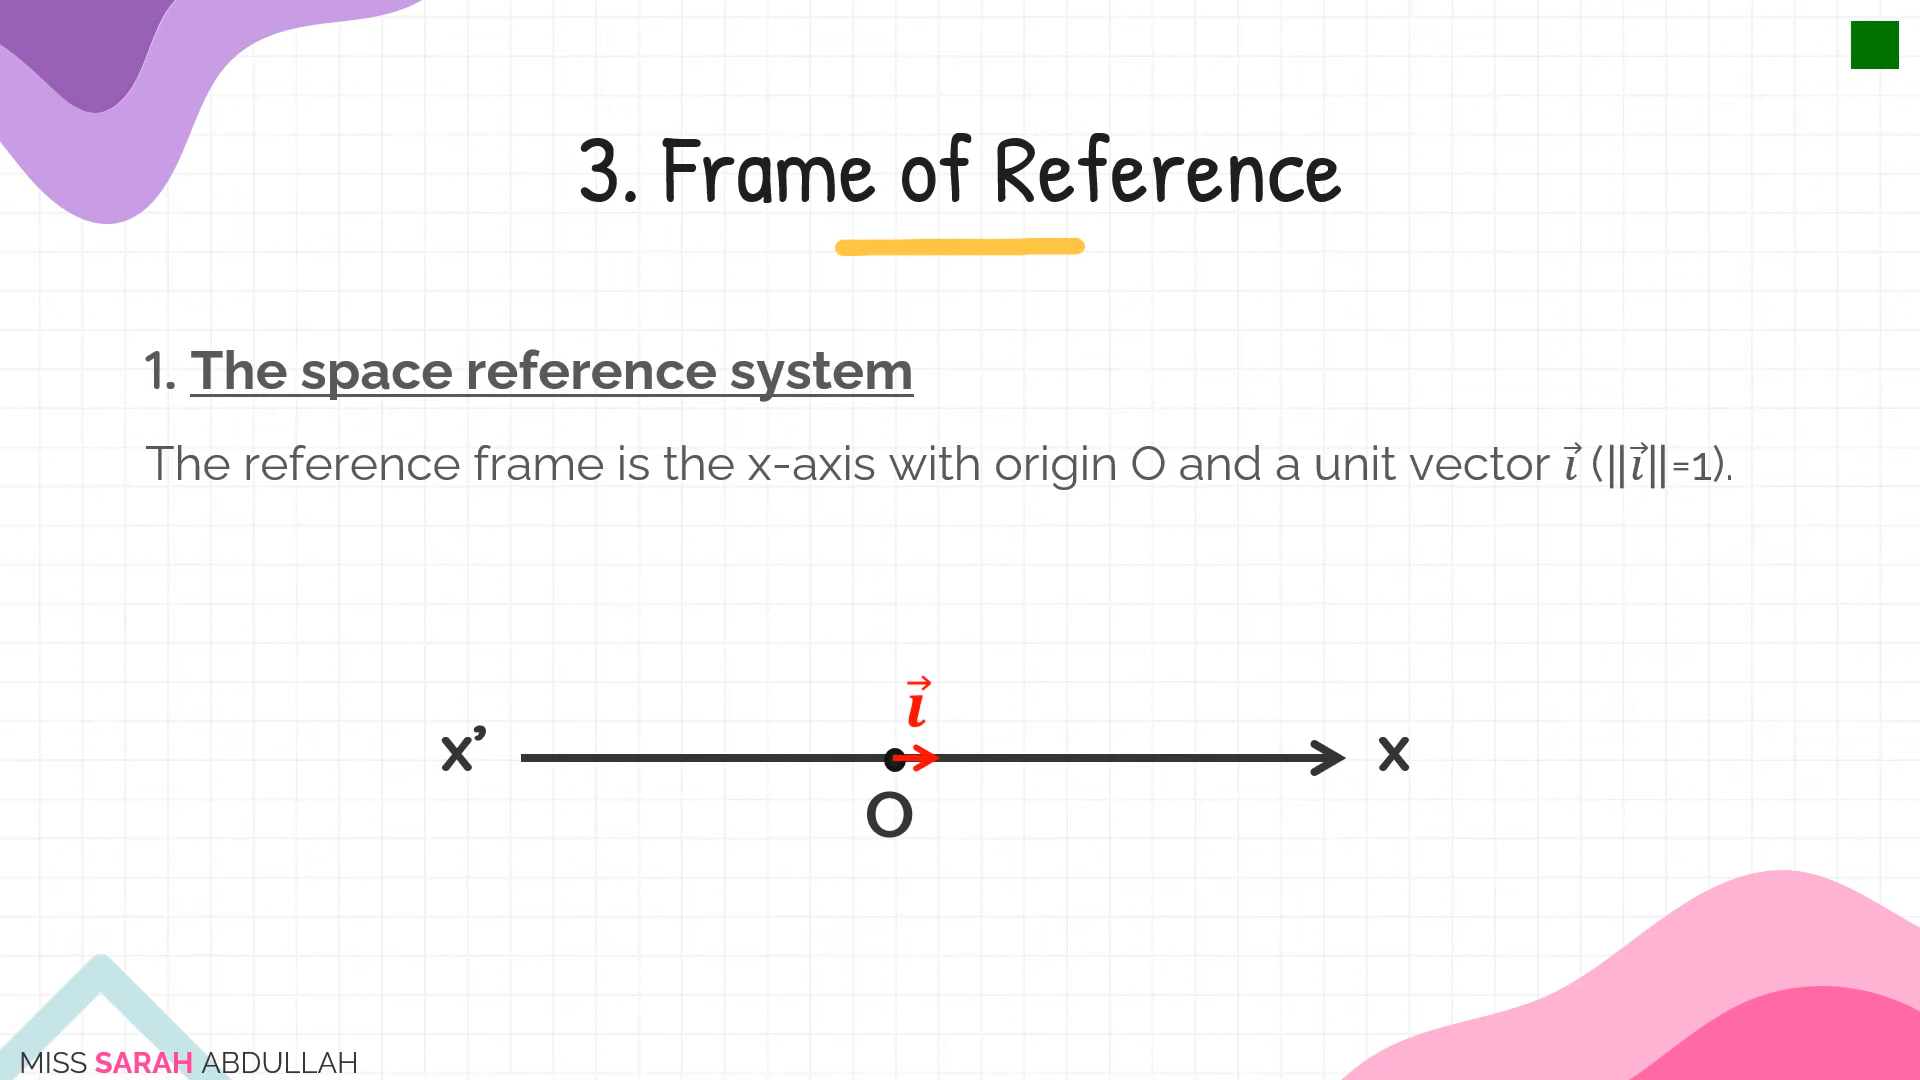 3. Frame of Reference
1. The space reference system
The reference frame is the x-axis with origin O and a unit vector i⃗ (||i⃗||=1).
i⃗
x’ x
O
MISS SARAH ABDULLAH